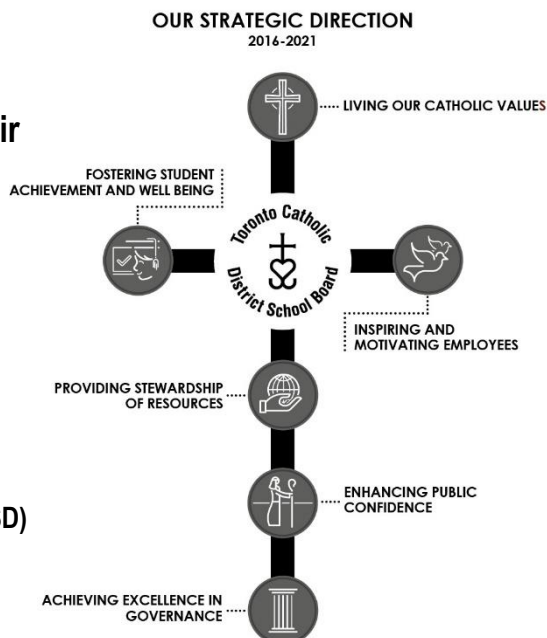 OUR STRATEGIC DIRECTION
2016-2021
LIVING OUR CATHOLIC VALUES
ir
FOSTERING STUDENT
ACHIEVEMENT AND WELL BEING
Toronto Catholic
District School Board
INSPIRING AND
MOTIVATING EMPLOYEES
PROVIDING STEWARDSHIP
OF RESOURCES
ENHANCING PUBLIC
CONFIDENCE
D)
ACHIEVING EXCELLENCE IN
GOVERNANCE